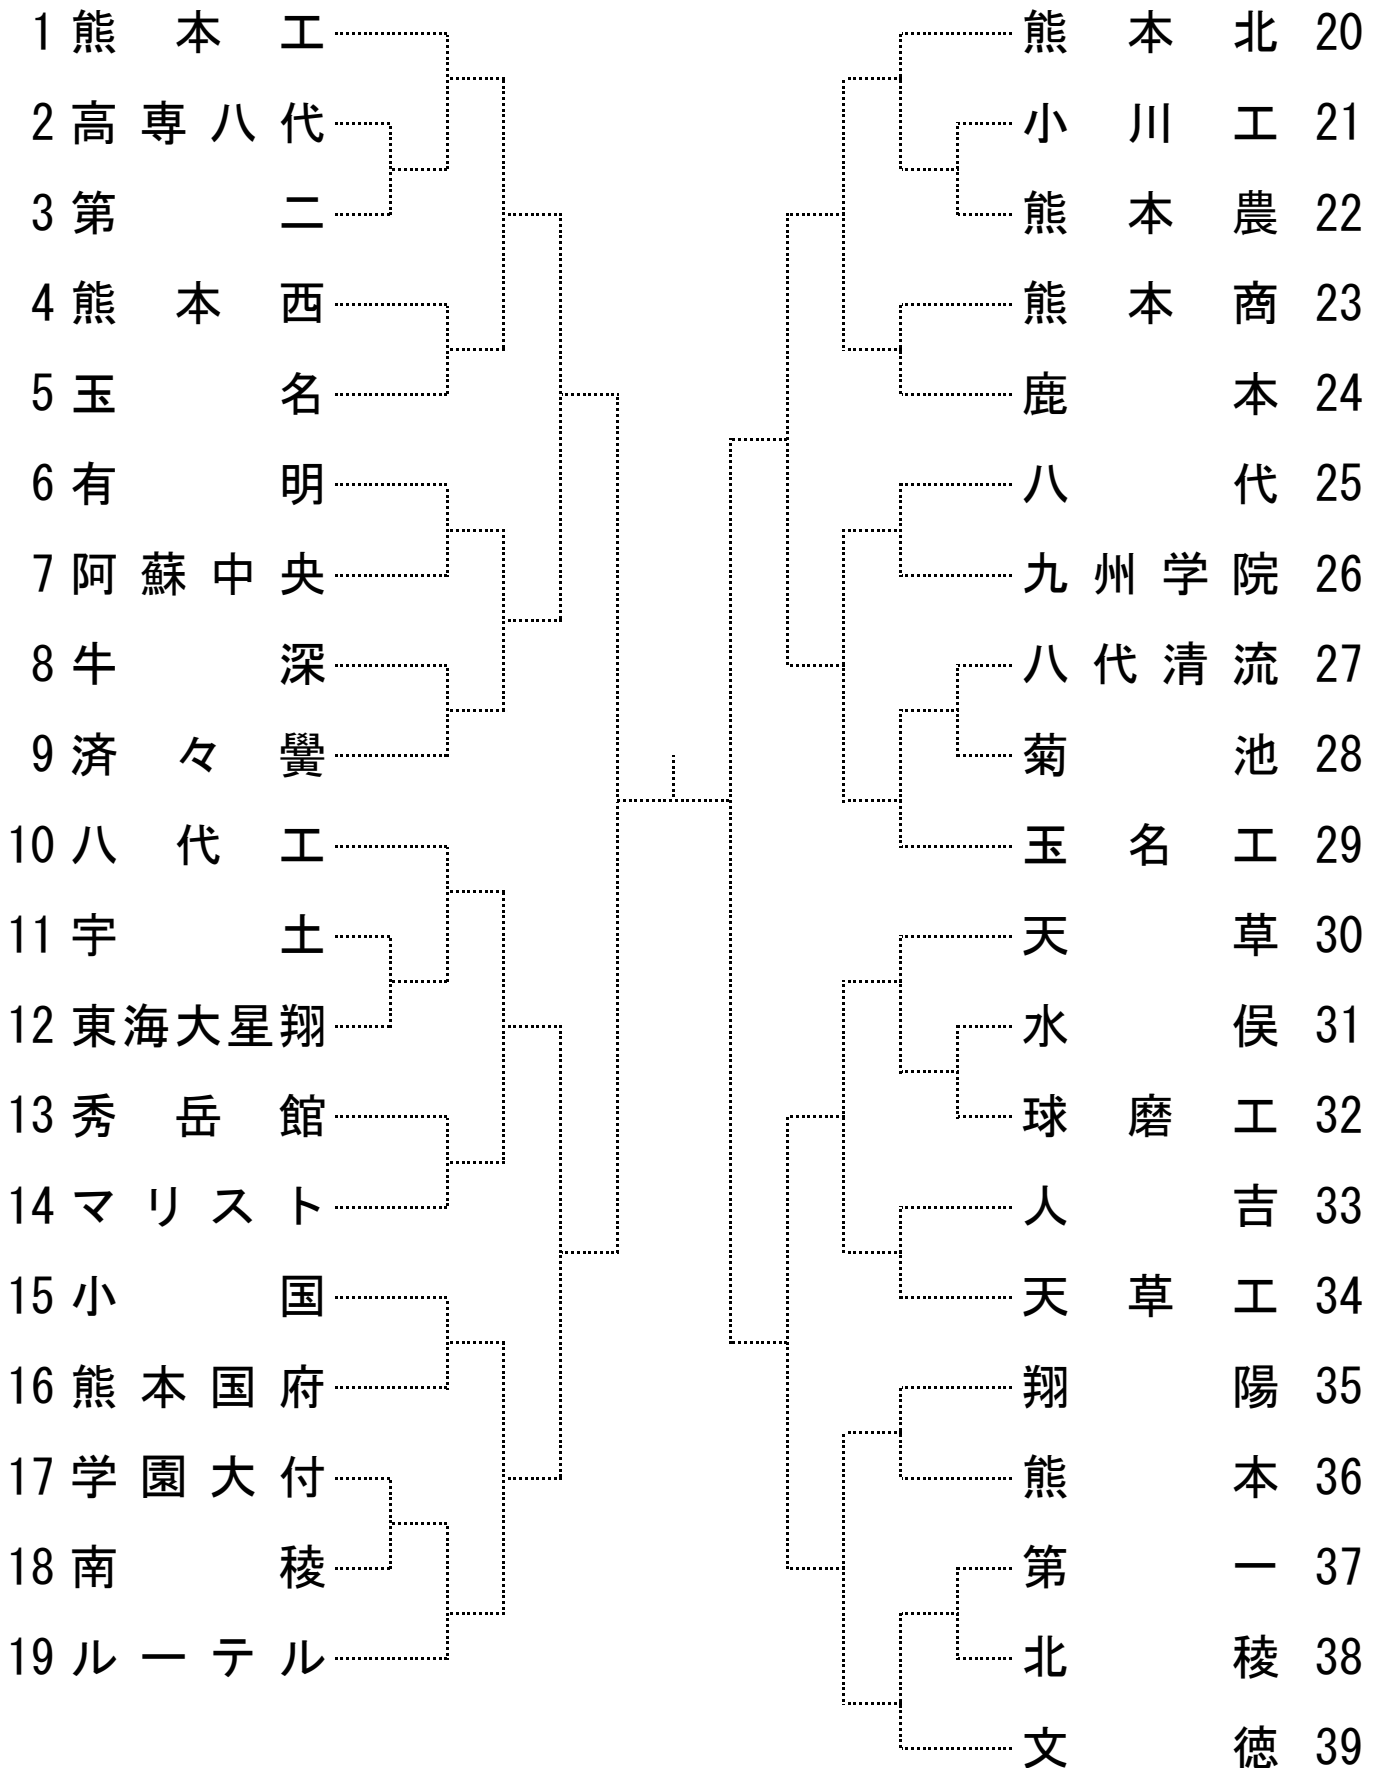 1 熊本工
2 高専八代
3 第二
4 熊本西
5 玉名
6 有明
7 阿蘇中央
8 牛深
9 済々黌
10 八代工
11 宇土
12 東海大星翔
13 秀岳館
14 マリスト
15 小国
16 熊本国府
17 学園大付
18 南稜
19 ルーテル
熊本北 20
小川工 21
熊本農 22
熊本商 23
鹿本 24
八代 25
九州学院 26
八代清流 27
菊池 28
玉名工 29
天草 30
水俣 31
球磨工 32
人吉 33
天草工 34
翔陽 35
熊本 36
第一 37
北稜 38
文徳 39